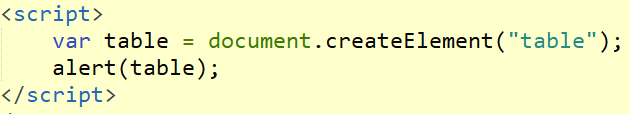 <script>
var table = document.createElement("table");
alert(table);
</script>